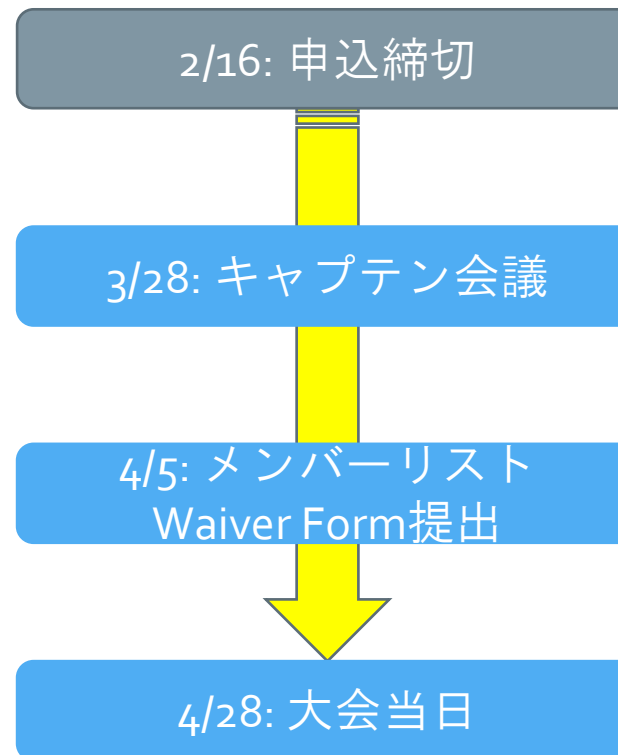 2/16: 申込締切
3/28: キャプテン会議
4/5: メンバーリスト
Waiver Form提出
4/28: 大会当日